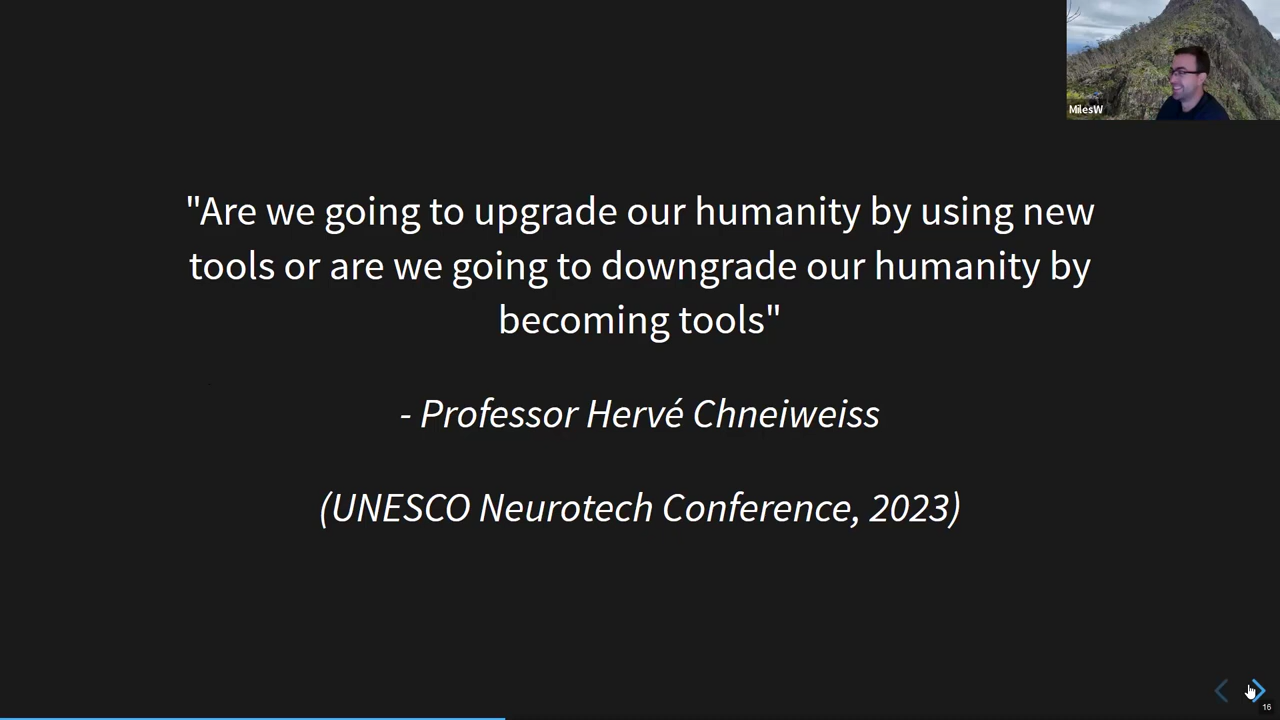 MilesW
"Are we going to upgrade our humanity by using new
tools or are we going to downgrade our humanity by
becoming tools"
- Professor Hervé Chneiweiss
(UNESCO Neurotech Conference, 2023)
16